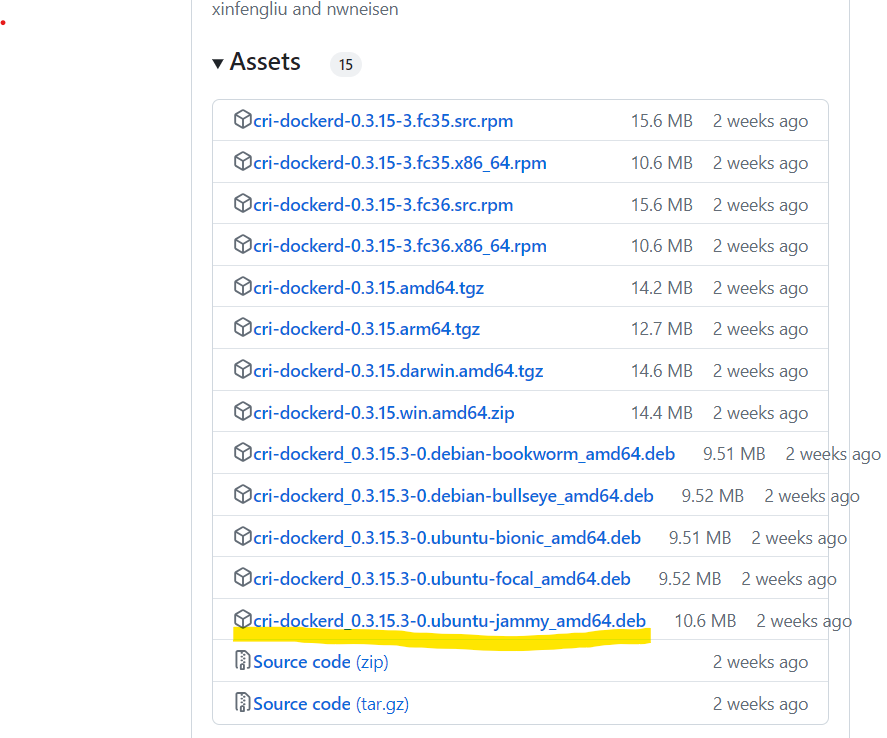 xinfengliu and nwneisen
Assets 15
cri-dockerd-0.3.15-3.fc35.src.rpm 15.6 MB 2 weeks ago
cri-dockerd-0.3.15-3.fc35.x86_64.rpm 10.6 MB 2 weeks ago
cri-dockerd-0.3.15-3.fc36.src.rpm 15.6 MB 2 weeks ago
cri-dockerd-0.3.15-3.fc36.x86_64.rpm 10.6 MB 2 weeks ago
cri-dockerd-0.3.15.amd64.tgz 14.2 MB 2 weeks ago
cri-dockerd-0.3.15.arm64.tgz 12.7 MB 2 weeks ago
cri-dockerd-0.3.15.darwin.amd64.tgz 14.6 MB 2 weeks ago
cri-dockerd-0.3.15.win.amd64.zip 14.4 MB 2 weeks ago
cri-dockerd_0.3.15.3-0.debian-bookworm_amd64.deb 9.51 MB 2 weeks ago
cri-dockerd_0.3.15.3-0.debian-bullseye_amd64.deb 9.52 MB 2 weeks ago
cri-dockerd_0.3.15.3-0.ubuntu-bionic_amd64.deb 9.51 MB 2 weeks ago
cri-dockerd_0.3.15.3-0.ubuntu-focal_amd64.deb 9.52 MB 2 weeks ago
cri-dockerd_0.3.15.3-0.ubuntu-jammy_amd64.deb 10.6 MB 2 weeks ago
Source code (zip) 2 weeks ago
Source code (tar.gz) 2 weeks ago